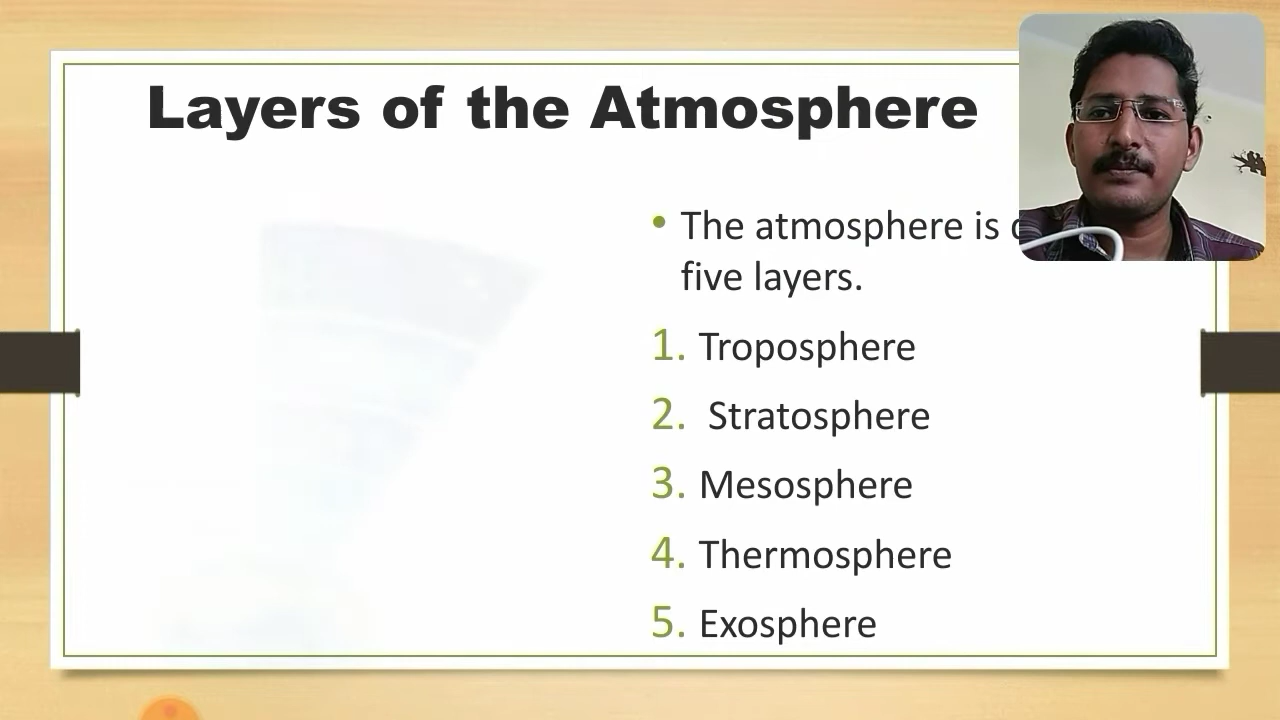 Layers of the Atmosphere
• The atmosphere is
five layers.
1. Troposphere
2. Stratosphere
3. Mesosphere
4. Thermosphere
5. Exosphere